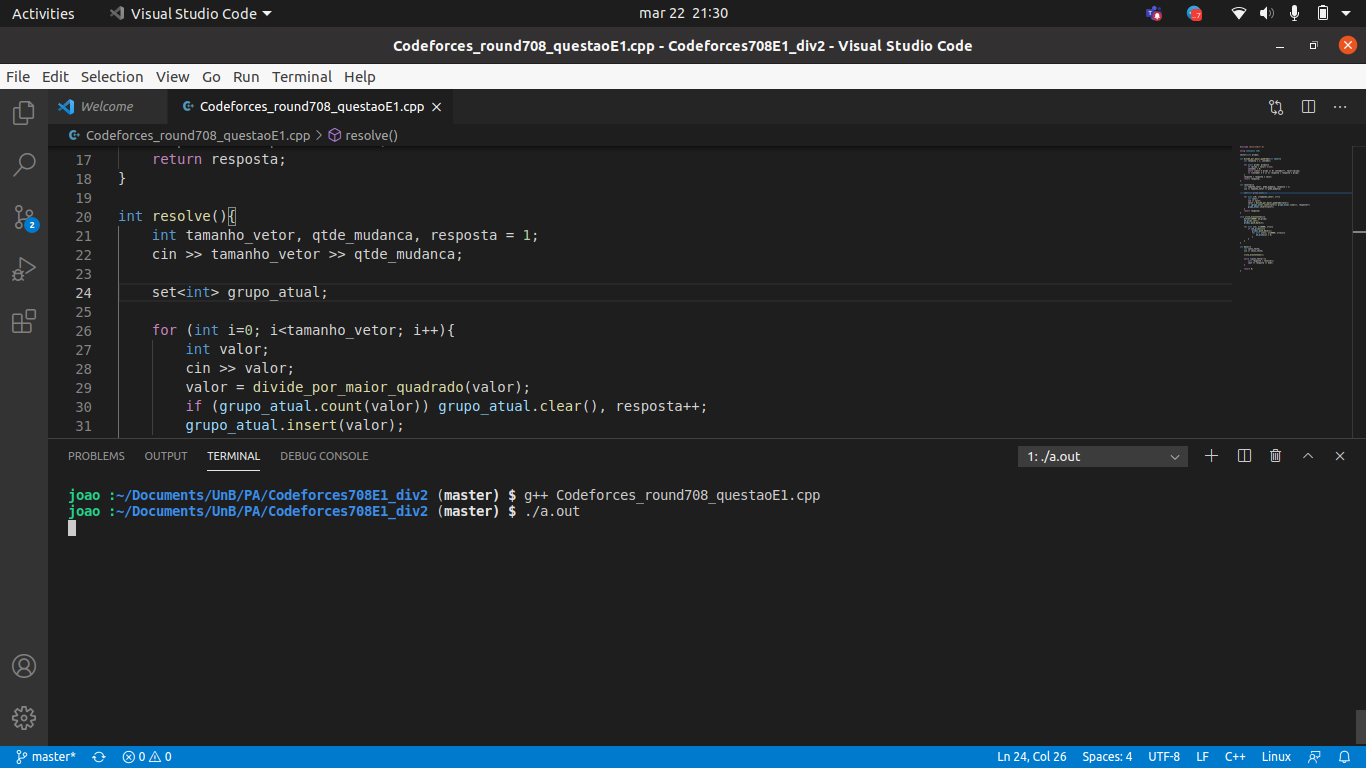 Activities Visual Studio Code mar 22 21:30
Codeforces_round708_questaoE1.cpp - Codeforces708E1_div2 - Visual Studio Code
File Edit Selection View Go Run Terminal Help
Welcome Codeforces_round708_questaoE1.cpp
Codeforces_round708_questaoE1.cpp > resolve()
17 return resposta;
18 }
19
20 int resolve(){
21 int tamanho_vetor, qtde_mudanca, resposta = 1;
22 cin >> tamanho_vetor >> qtde_mudanca;
23
24 set<int> grupo_atual;
25
26 for (int i=0; i<tamanho_vetor; i++){
27 int valor;
28 cin >> valor;
29 valor = divide_por_maior_quadrado(valor);
30 if (grupo_atual.count(valor)) grupo_atual.clear(), resposta++;
31 grupo_atual.insert(valor);
2
PROBLEMS OUTPUT TERMINAL DEBUG CONSOLE 1: ./a.out
joao :~/Documents/UnB/PA/Codeforces708E1_div2 (master) $ g++ Codeforces_round708_questaoE1.cpp
joao :~/Documents/UnB/PA/Codeforces708E1_div2 (master) $ ./a.out
master* 0 0 Ln 24, Col 26 Spaces: 4 UTF-8 LF C++ Linux